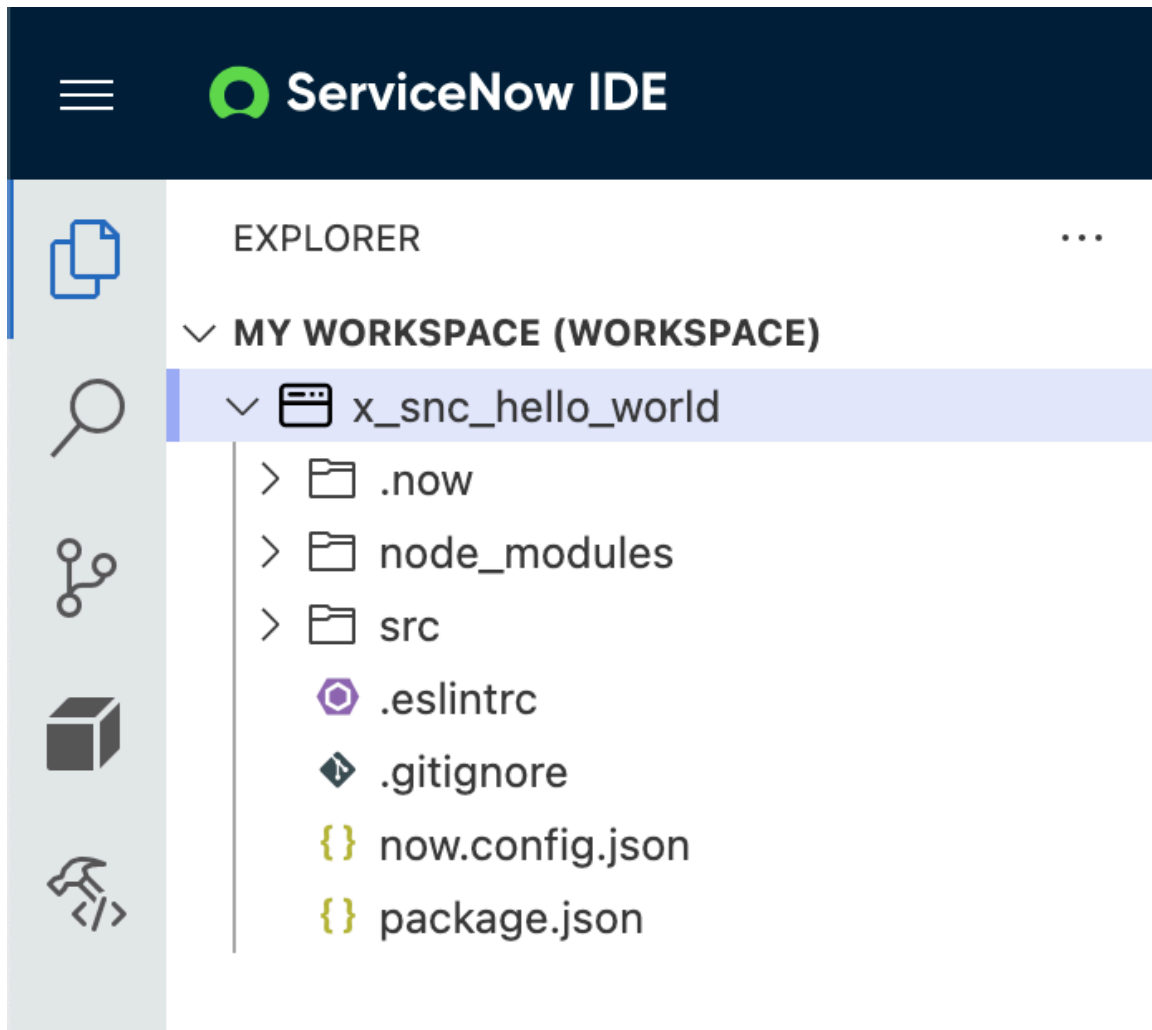 ServiceNow IDE
EXPLORER
MY WORKSPACE (WORKSPACE)
x_snc_hello_world
.now
node_modules
src
.eslintrc
.gitignore
now.config.json
package.json